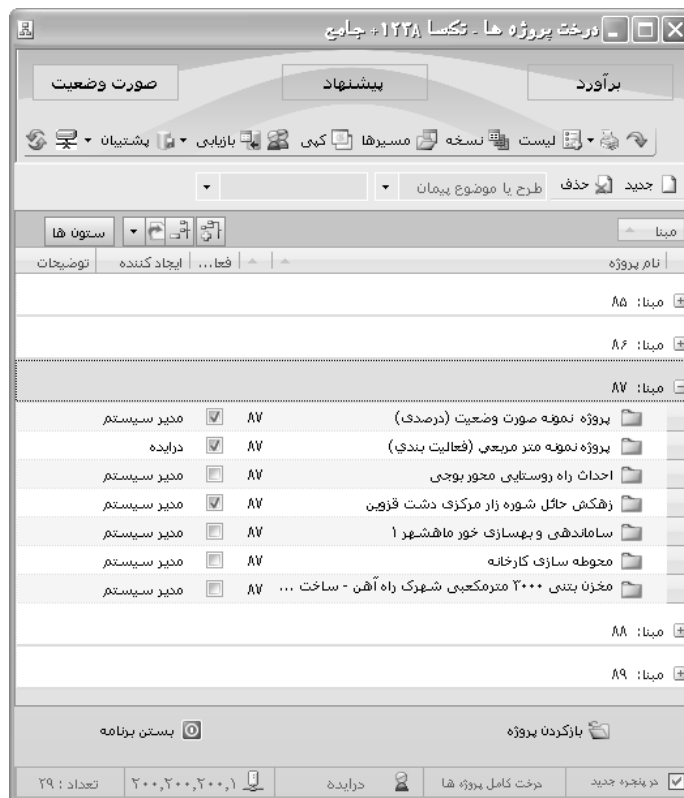 درخت پروژه ها - تکسا ۱۲۳۸+ جامع
برآورد پیشنهاد صورت وضعیت
لیست نسخه مسیرها کپی بازیابی پشتیبان
جدید حذف طرح یا موضوع پیمان
مبنا ستون ها
نام پروژه فعا... ایجاد کننده توضیحات
مبنا: ۸۵
مبنا: ۸۶
مبنا: ۸۷
پروژه نمونه صورت وضعیت (درصدی) ۸۷ مدیر سیستم
پروژه نمونه متر مربعی (فعالیت بندی) ۸۷ درایده
احداث راه روستایی محور بوجی ۸۷ مدیر سیستم
زهکش حائل شوره زار مرکزی دشت قزوین ۸۷ مدیر سیستم
ساماندهی و بهسازی خور ماهشهر ۱ ۸۷ مدیر سیستم
محوطه سازی کارخانه ۸۷ مدیر سیستم
مخزن بتنی ۳۰۰۰ مترمکعبی شهرک راه آهن - ساخت ... ۸۷ مدیر سیستم
مبنا: ۸۸
مبنا: ۸۹
بازکردن پروژه بستن برنامه
در پنجره جدید درخت کامل پروژه ها درایده ۲۰۰,۲۰۰,۲۰۰,۱ تعداد : ۲۹